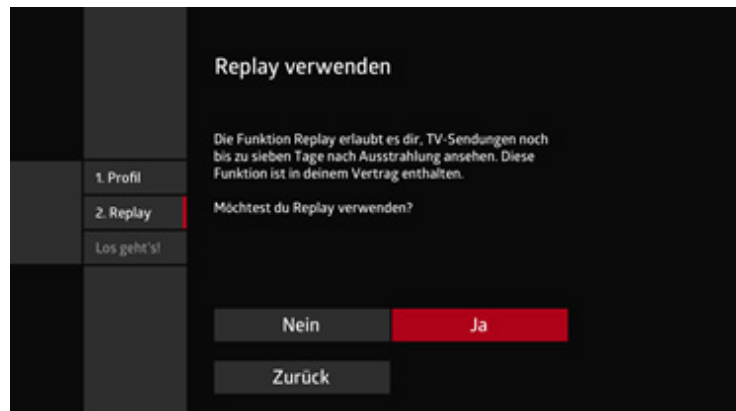 Replay verwenden
Die Funktion Replay erlaubt es dir, TV-Sendungen noch
bis zu sieben Tage nach Ausstrahlung ansehen. Diese
Funktion ist in deinem Vertrag enthalten.
Möchtest du Replay verwenden?
1. Profil
2. Replay
Los geht's!
Nein
Ja
Zurück